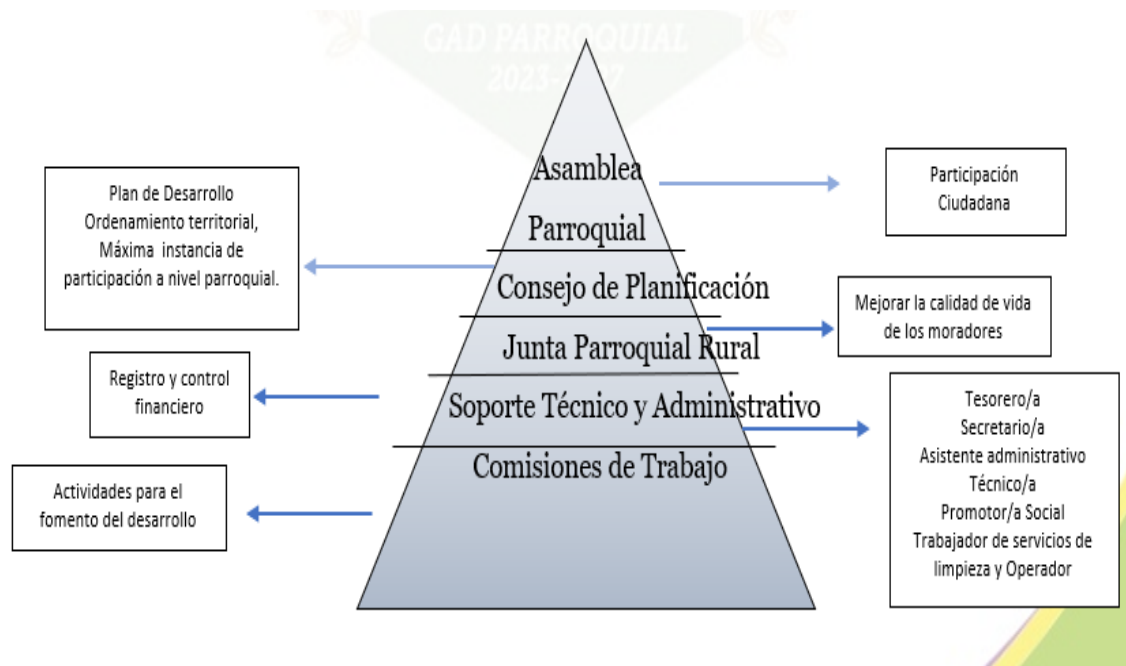 GAD PARROQUIAL
Asamblea
Parroquial
Consejo de Planificación
Junta Parroquial Rural
Soporte Técnico y Administrativo
Comisiones de Trabajo
Plan de Desarrollo
Ordenamiento territorial,
Máxima instancia de
participación a nivel parroquial.
Registro y control
financiero
Actividades para el
fomento del desarrollo
Participación
Ciudadana
Mejorar la calidad de vida
de los moradores
Tesorero/a
Secretario/a
Asistente administrativo
Técnico/a
Promotor/a Social
Trabajador de servicios de
limpieza y Operador